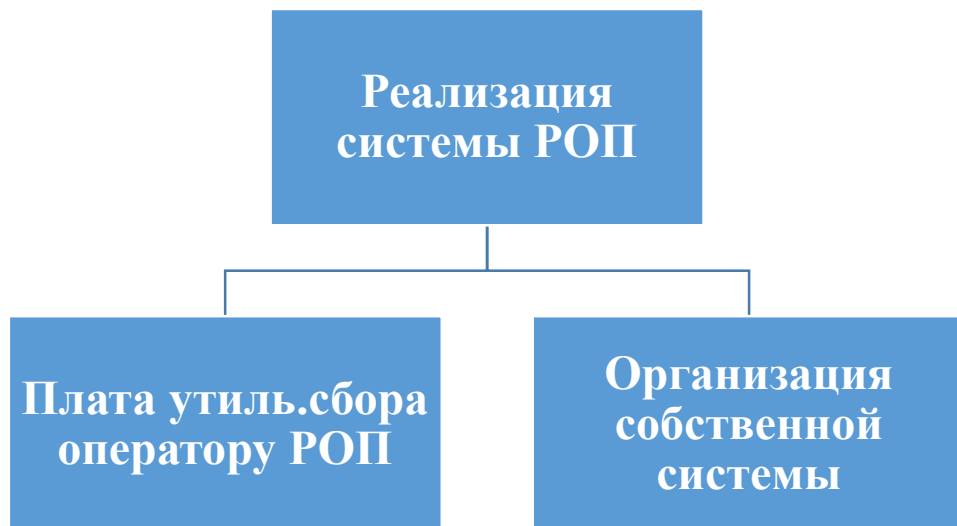 Реализация
системы РОП
Плата утиль.сбора
оператору РОП
Организация
собственной
системы